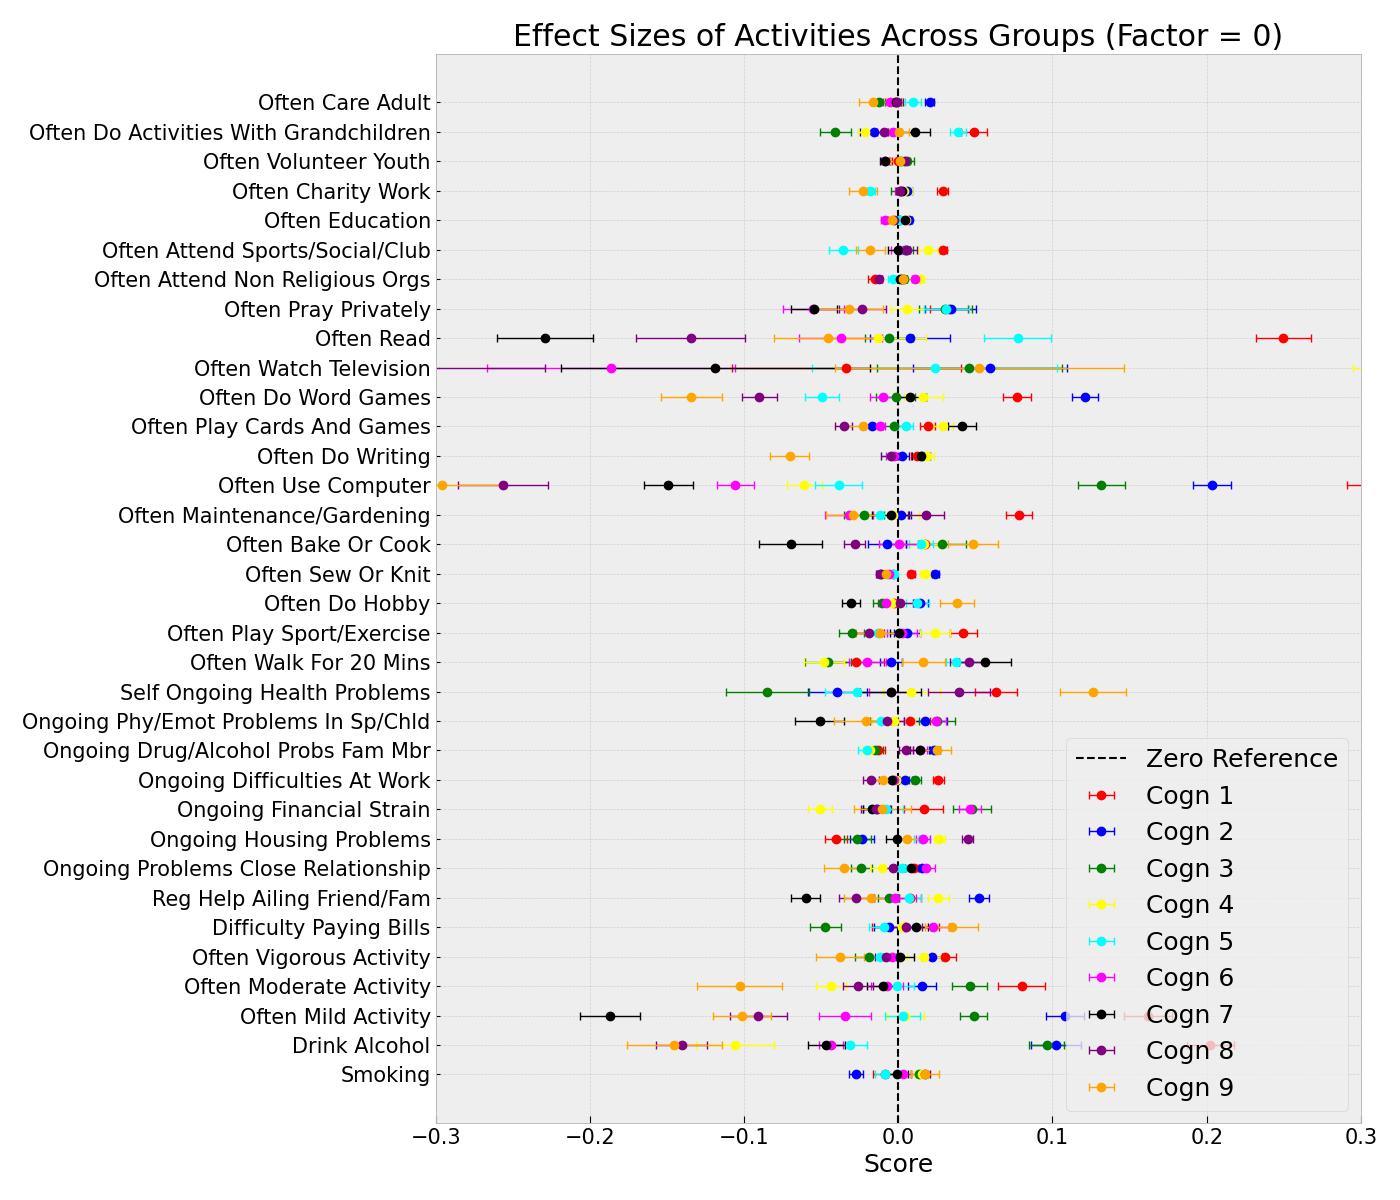 Effect Sizes of Activities Across Groups (Factor = 0)
Often Care Adult
Often Do Activities With Grandchildren
Often Volunteer Youth
Often Charity Work
Often Education
Often Attend Sports/Social/Club
Often Attend Non Religious Orgs
Often Pray Privately
Often Read
Often Watch Television
Often Do Word Games
Often Play Cards And Games
Often Do Writing
Often Use Computer
Often Maintenance/Gardening
Often Bake Or Cook
Often Sew Or Knit
Often Do Hobby
Often Play Sport/Exercise
Often Walk For 20 Mins
Self Ongoing Health Problems
Ongoing Phy/Emot Problems In Sp/Chld
Ongoing Drug/Alcohol Probs Fam Mbr
Ongoing Difficulties At Work
Ongoing Financial Strain
Ongoing Housing Problems
Ongoing Problems Close Relationship
Reg Help Ailing Friend/Fam
Difficulty Paying Bills
Often Vigorous Activity
Often Moderate Activity
Often Mild Activity
Drink Alcohol
Smoking
Zero Reference
Cogn 1
Cogn 2
Cogn 3
Cogn 4
Cogn 5
Cogn 6
Cogn 7
Cogn 8
Cogn 9
−0.3 −0.2 −0.1 0.0 0.1 0.2 0.3
Score